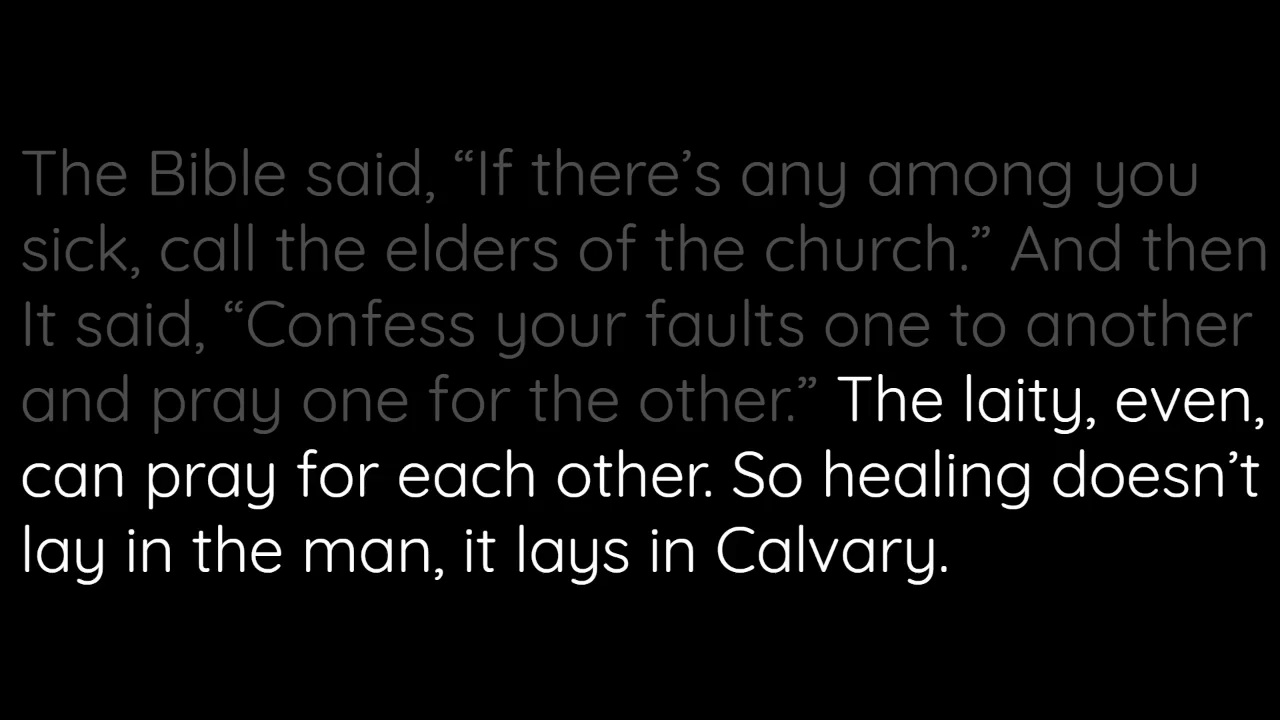 The Bible said, “If there’s any among you
sick, call the elders of the church.” And then
It said, “Confess your faults one to another
and pray one for the other.” The laity, even,
can pray for each other. So healing doesn’t
lay in the man, it lays in Calvary.